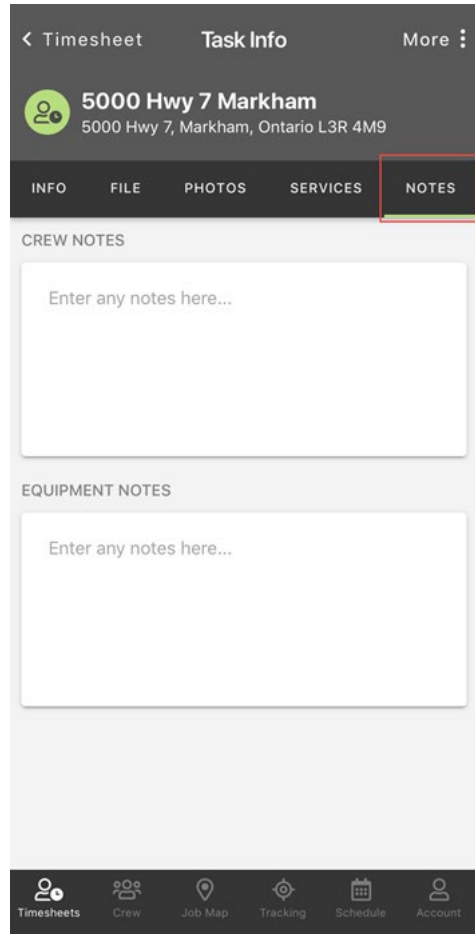 Timesheet Task Info More
5000 Hwy 7 Markham
5000 Hwy 7, Markham, Ontario L3R 4M9
INFO FILE PHOTOS SERVICES NOTES
CREW NOTES
Enter any notes here...
EQUIPMENT NOTES
Enter any notes here...
Timesheets Crew Job Map Tracking Schedule Account